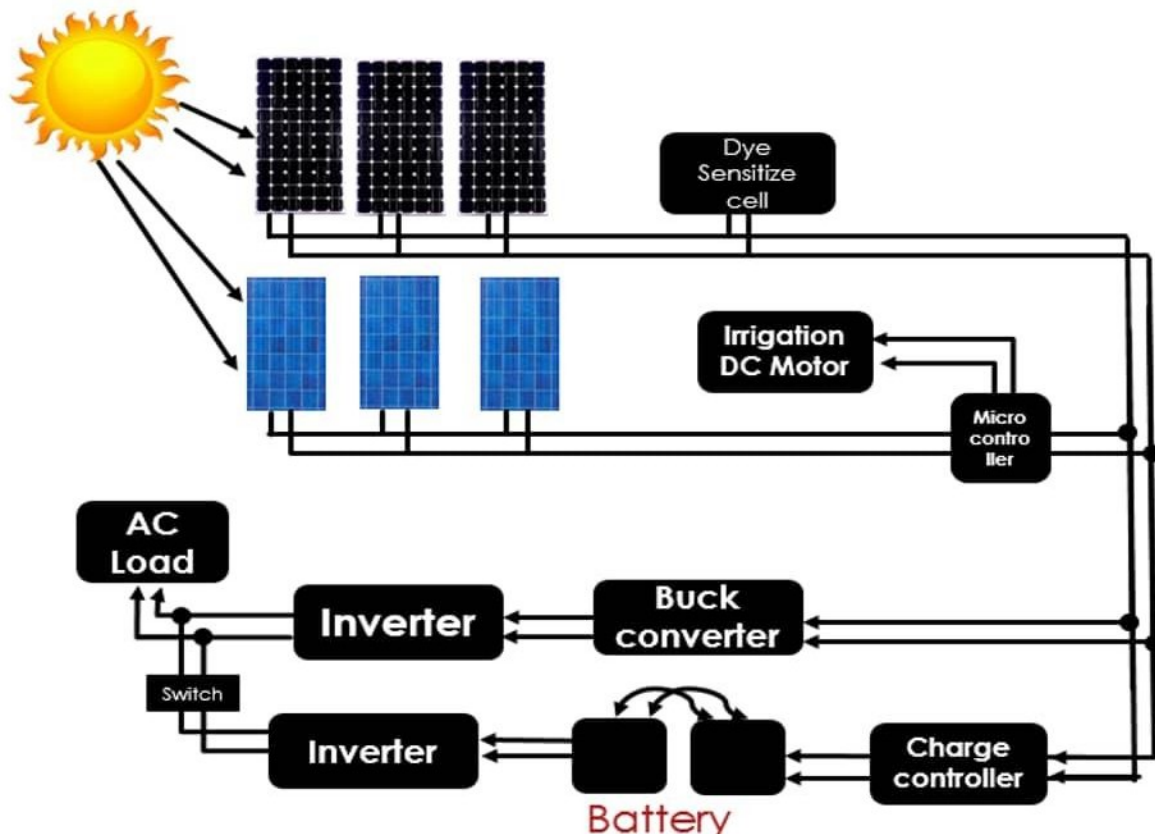 Dye
Sensitize
cell
Irrigation
DC Motor
Micro
contro
ller
AC
Load
Inverter
Buck
converter
Switch
Inverter
Charge
controller
Battery